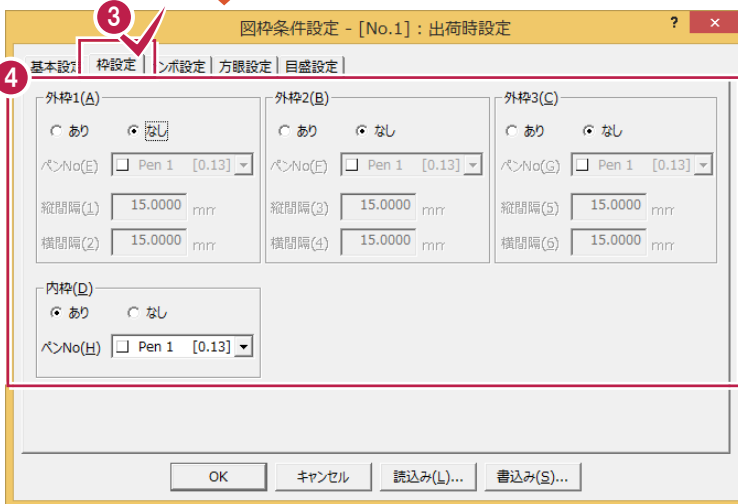 3
図枠条件設定 - [No.1] : 出荷時設定 ? ×
4
基本設定 枠設定 トンボ設定 方眼設定 目盛設定
外枠1(A) 外枠2(B) 外枠3(C)
あり なし あり なし あり なし
ペンNo(E) Pen 1 [0.13] ペンNo(F) Pen 1 [0.13] ペンNo(G) Pen 1 [0.13]
縦間隔(1) 15.0000 mm 縦間隔(3) 15.0000 mm 縦間隔(5) 15.0000 mm
横間隔(2) 15.0000 mm 横間隔(4) 15.0000 mm 横間隔(6) 15.0000 mm
内枠(D)
あり なし
ペンNo(H) Pen 1 [0.13]
OK キャンセル 読込み(L)... 書込み(S)...